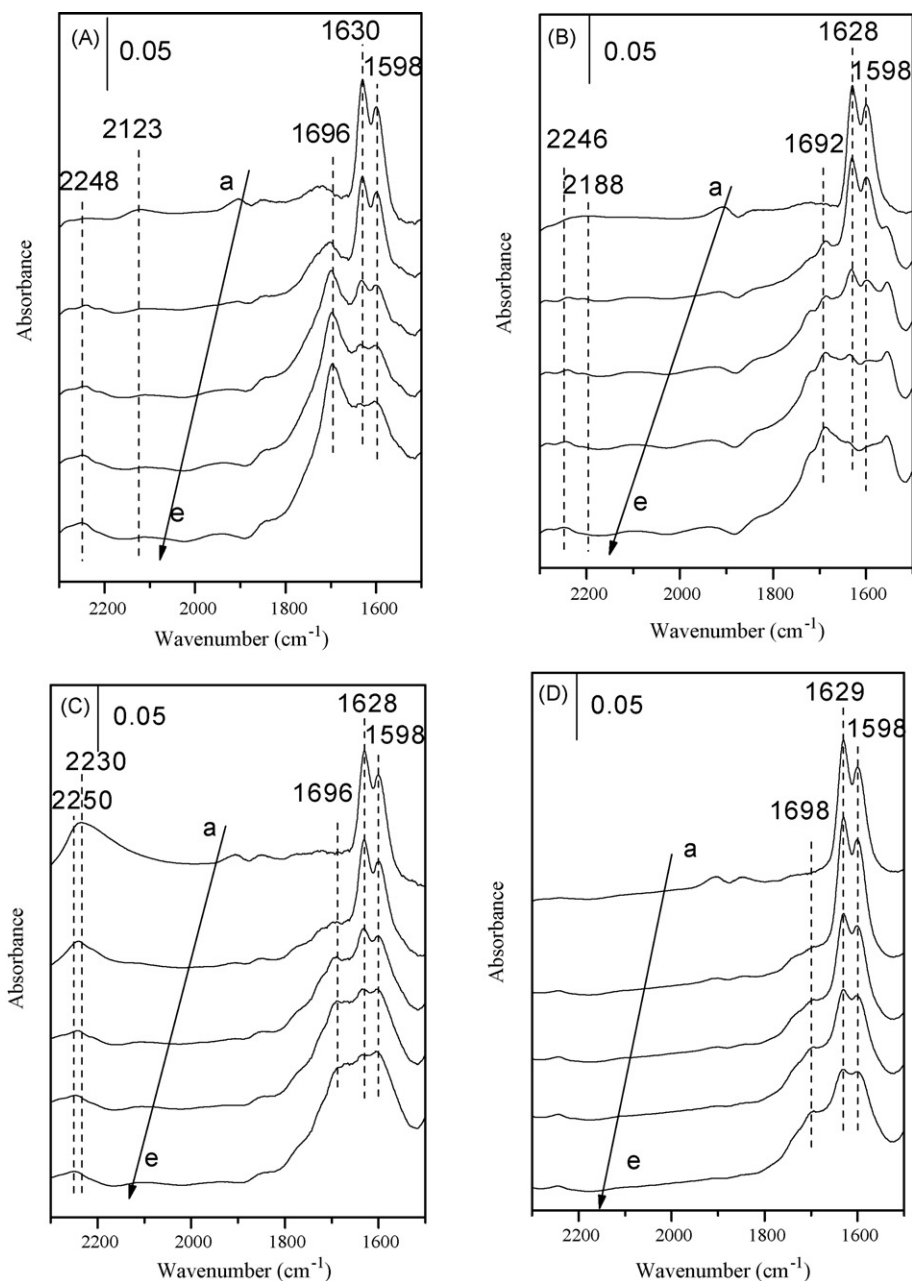 (A)
0.05
1630
1598
2123
1696
2248
a
e
Absorbance
2200 2000 1800 1600
Wavenumber (cm⁻¹)
(B)
0.05
1628
1598
2246
1692
2188
a
e
Absorbance
2200 2000 1800 1600
Wavenumber (cm⁻¹)
(C)
0.05
1628
1598
2230
2250
1696
a
e
Absorbance
2200 2000 1800 1600
Wavenumber (cm⁻¹)
(D)
0.05
1629
1598
1698
a
e
Absorbance
2200 2000 1800 1600
Wavenumber (cm⁻¹)